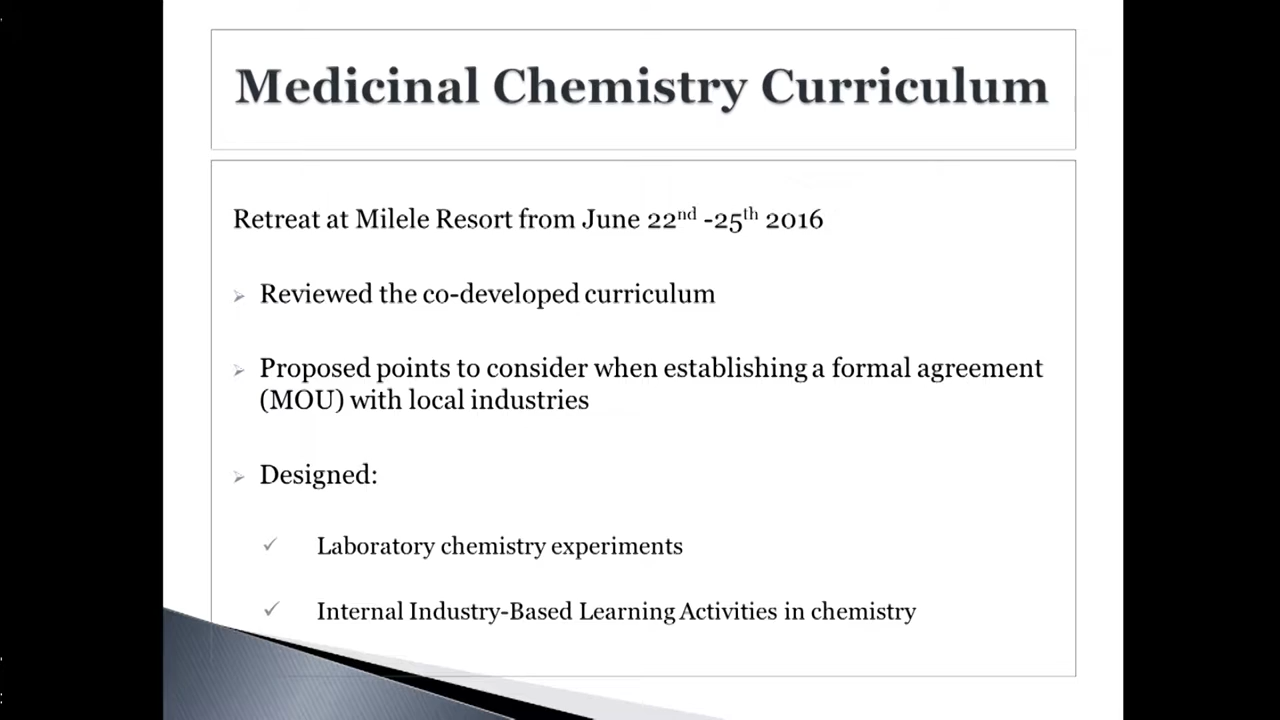 Medicinal Chemistry Curriculum
Retreat at Milele Resort from June 22nd -25th 2016
Reviewed the co-developed curriculum
Proposed points to consider when establishing a formal agreement
(MOU) with local industries
Designed:
Laboratory chemistry experiments
Internal Industry-Based Learning Activities in chemistry